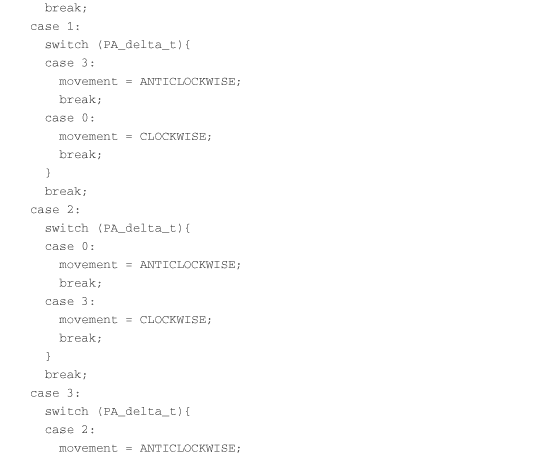 break;
case 1:
switch (PA_delta_t){
case 3:
movement = ANTICLOCKWISE;
break;
case 0:
movement = CLOCKWISE;
break;
}
break;
case 2:
switch (PA_delta_t){
case 0:
movement = ANTICLOCKWISE;
break;
case 3:
movement = CLOCKWISE;
break;
}
break;
case 3:
switch (PA_delta_t){
case 2:
movement = ANTICLOCKWISE;